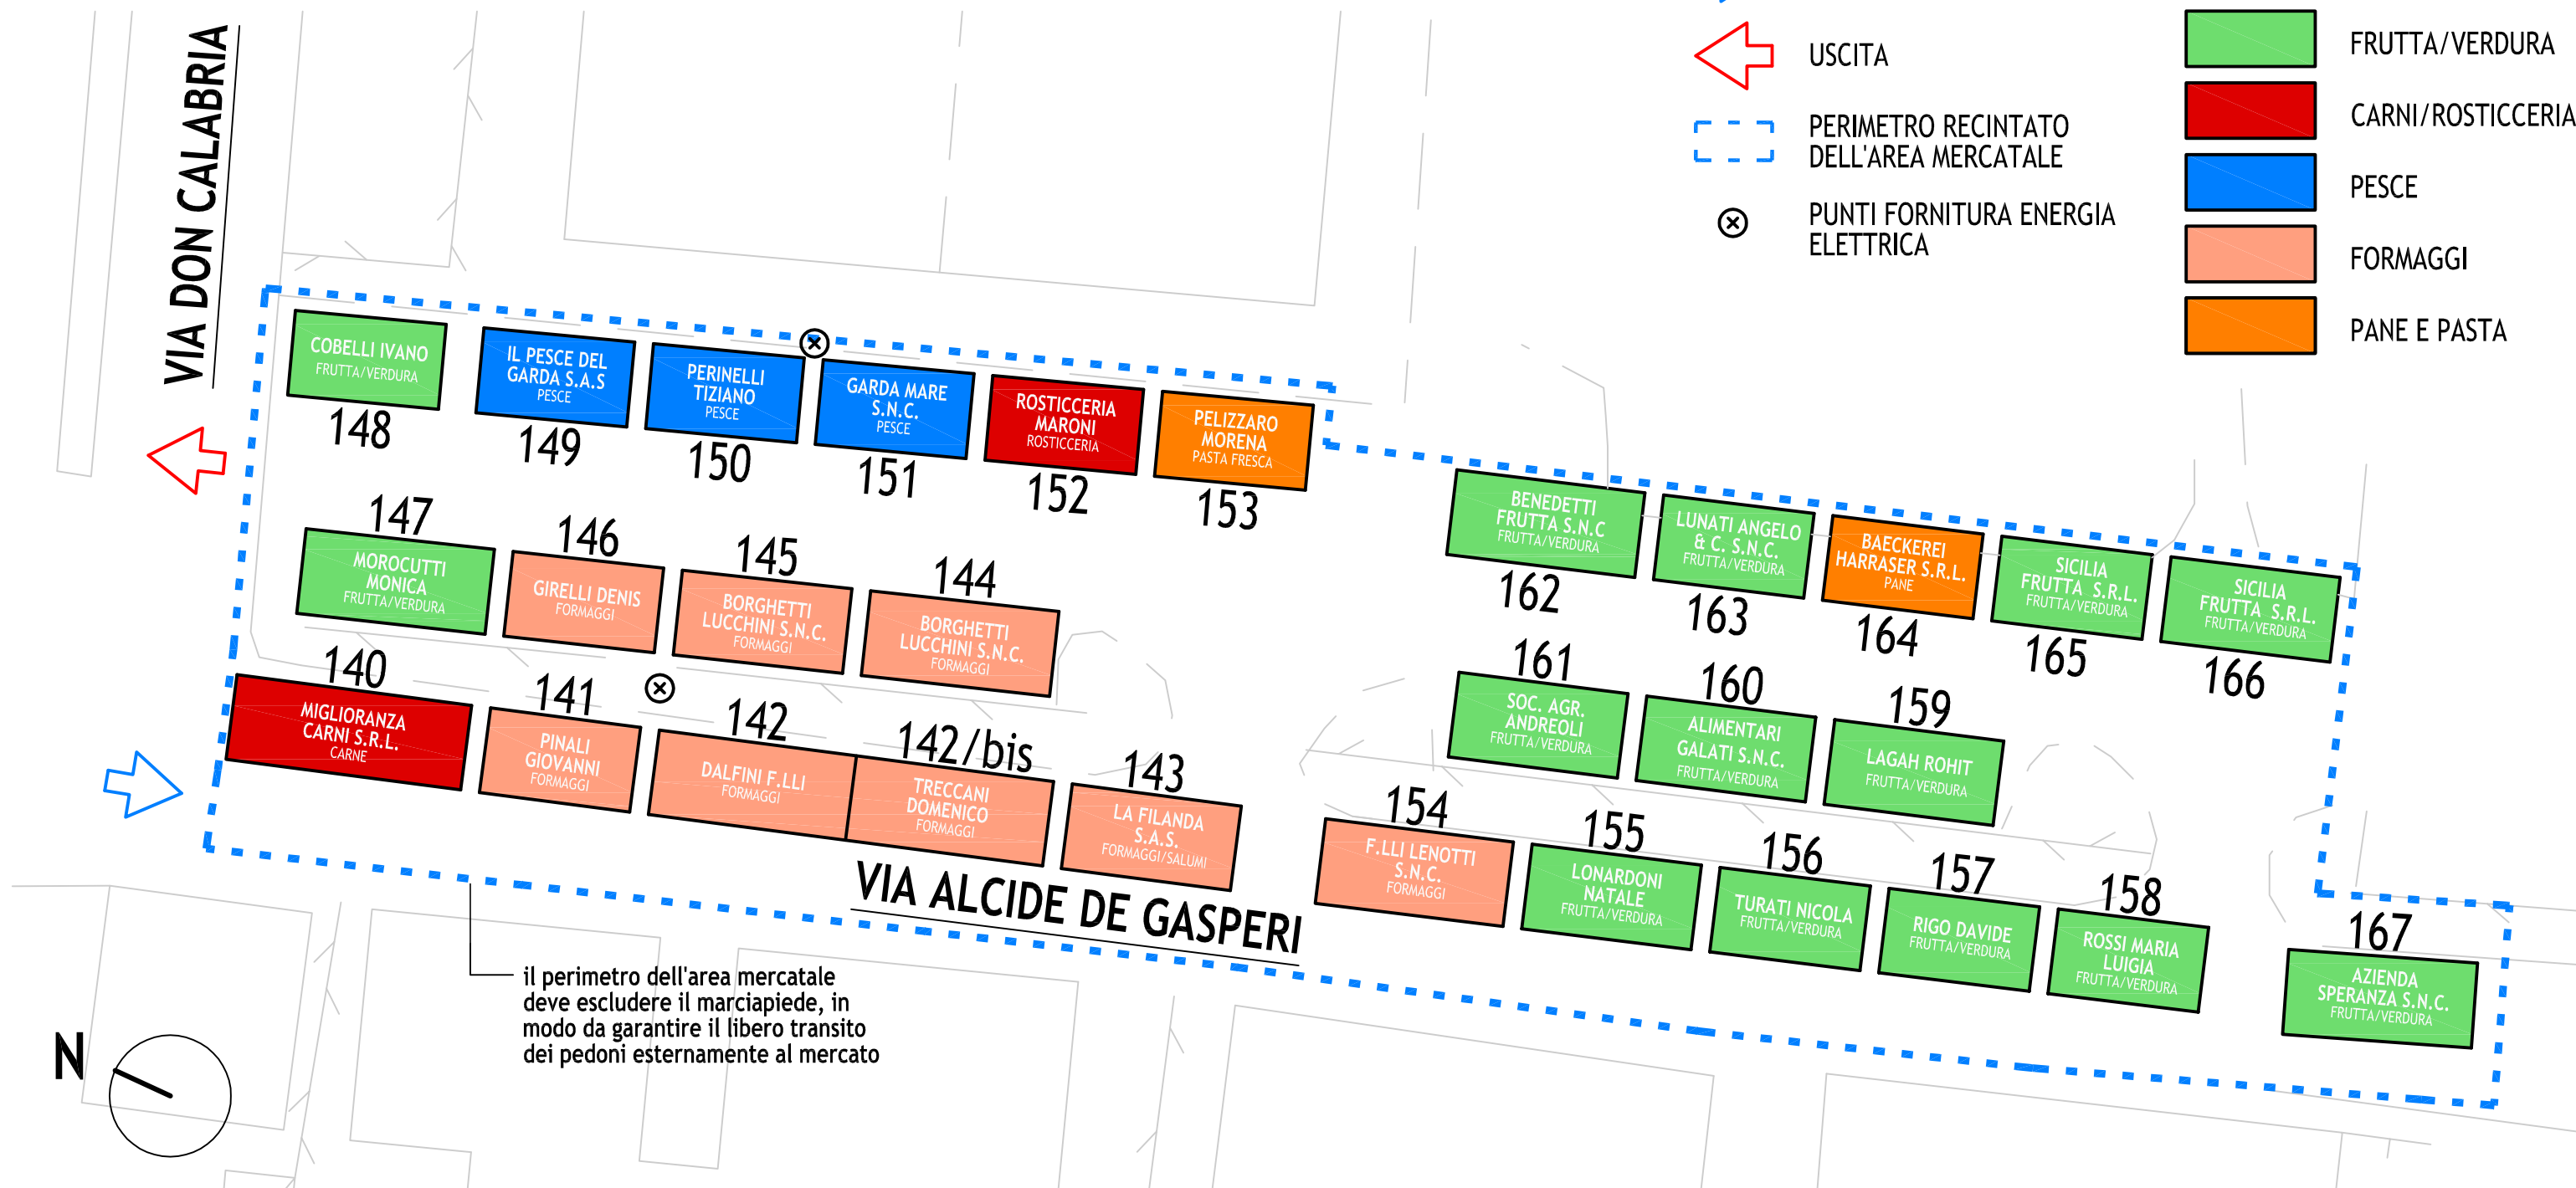 VIA DON CALABRIA
USCITA
PERIMETRO RECINTATO
DELL'AREA MERCATALE
PUNTI FORNITURA ENERGIA
ELETTRICA
FRUTTA/VERDURA
CARNI/ROSTICCERIA
PESCE
FORMAGGI
PANE E PASTA
COBELLI IVANO
FRUTTA/VERDURA
148
IL PESCE DEL
GARDA S.A.S
PESCE
149
PERINELLI
TIZIANO
PESCE
150
GARDA MARE
S.N.C.
PESCE
151
ROSTICCERIA
MARONI
ROSTICCERIA
152
PELIZZARO
MORENA
PASTA FRESCA
153
BENEDETTI
FRUTTA S.N.C
FRUTTA/VERDURA
162
LUNATI ANGELO
& C. S.N.C.
FRUTTA/VERDURA
163
BAECKEREI
HARRASER S.R.L.
PANE
164
SICILIA
FRUTTA S.R.L.
FRUTTA/VERDURA
165
SICILIA
FRUTTA S.R.L.
FRUTTA/VERDURA
166
147
MOROCUTTI
MONICA
FRUTTA/VERDURA
146
GIRELLI DENIS
FORMAGGI
145
BORGHETTI
LUCCHINI S.N.C.
FORMAGGI
144
BORGHETTI
LUCCHINI S.N.C.
FORMAGGI
161
SOC. AGR.
ANDREOLI
FRUTTA/VERDURA
160
ALIMENTARI
GALATI S.N.C.
FRUTTA/VERDURA
159
LAGAH ROHIT
FRUTTA/VERDURA
140
MIGLIORANZA
CARNI S.R.L.
CARNE
141
PINALI
GIOVANNI
FORMAGGI
142
DALFINI F.LLI
FORMAGGI
142/bis
TRECCANI
DOMENICO
FORMAGGI
143
LA FILANDA
S.A.S.
FORMAGGI/SALUMI
154
F.LLI LENOTTI
S.N.C.
FORMAGGI
155
LONARDONI
NATALE
FRUTTA/VERDURA
156
TURATI NICOLA
FRUTTA/VERDURA
157
RIGO DAVIDE
FRUTTA/VERDURA
158
ROSSI MARIA
LUIGIA
FRUTTA/VERDURA
167
AZIENDA
SPERANZA S.N.C.
FRUTTA/VERDURA
VIA ALCIDE DE GASPERI
il perimetro dell'area mercatale
deve escludere il marciapiede, in
modo da garantire il libero transito
dei pedoni esternamente al mercato
N